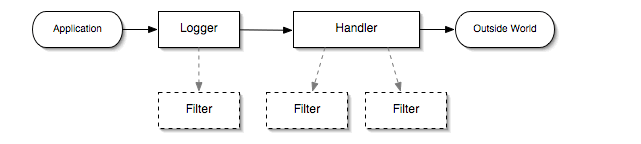 Application
Logger
Handler
Outside World
Filter
Filter
Filter